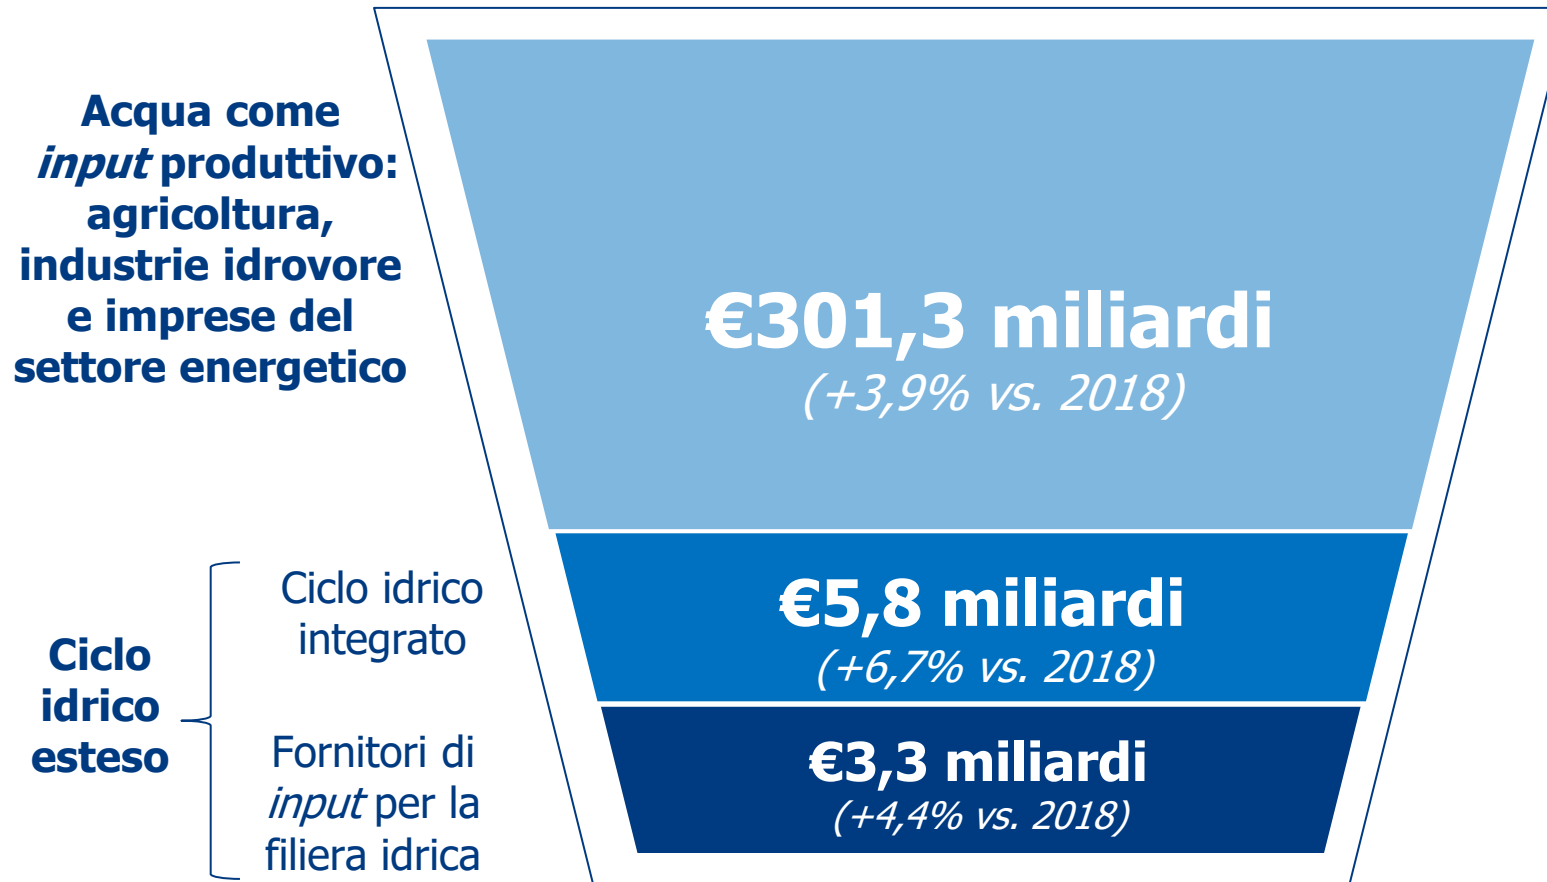 Acqua come
input produttivo:
agricoltura,
industrie idrovore
e imprese del
settore energetico
€301,3 miliardi
(+3,9% vs. 2018)
Ciclo
idrico
esteso
Ciclo idrico
integrato
€5,8 miliardi
(+6,7% vs. 2018)
Fornitori di
input per la
filiera idrica
€3,3 miliardi
(+4,4% vs. 2018)